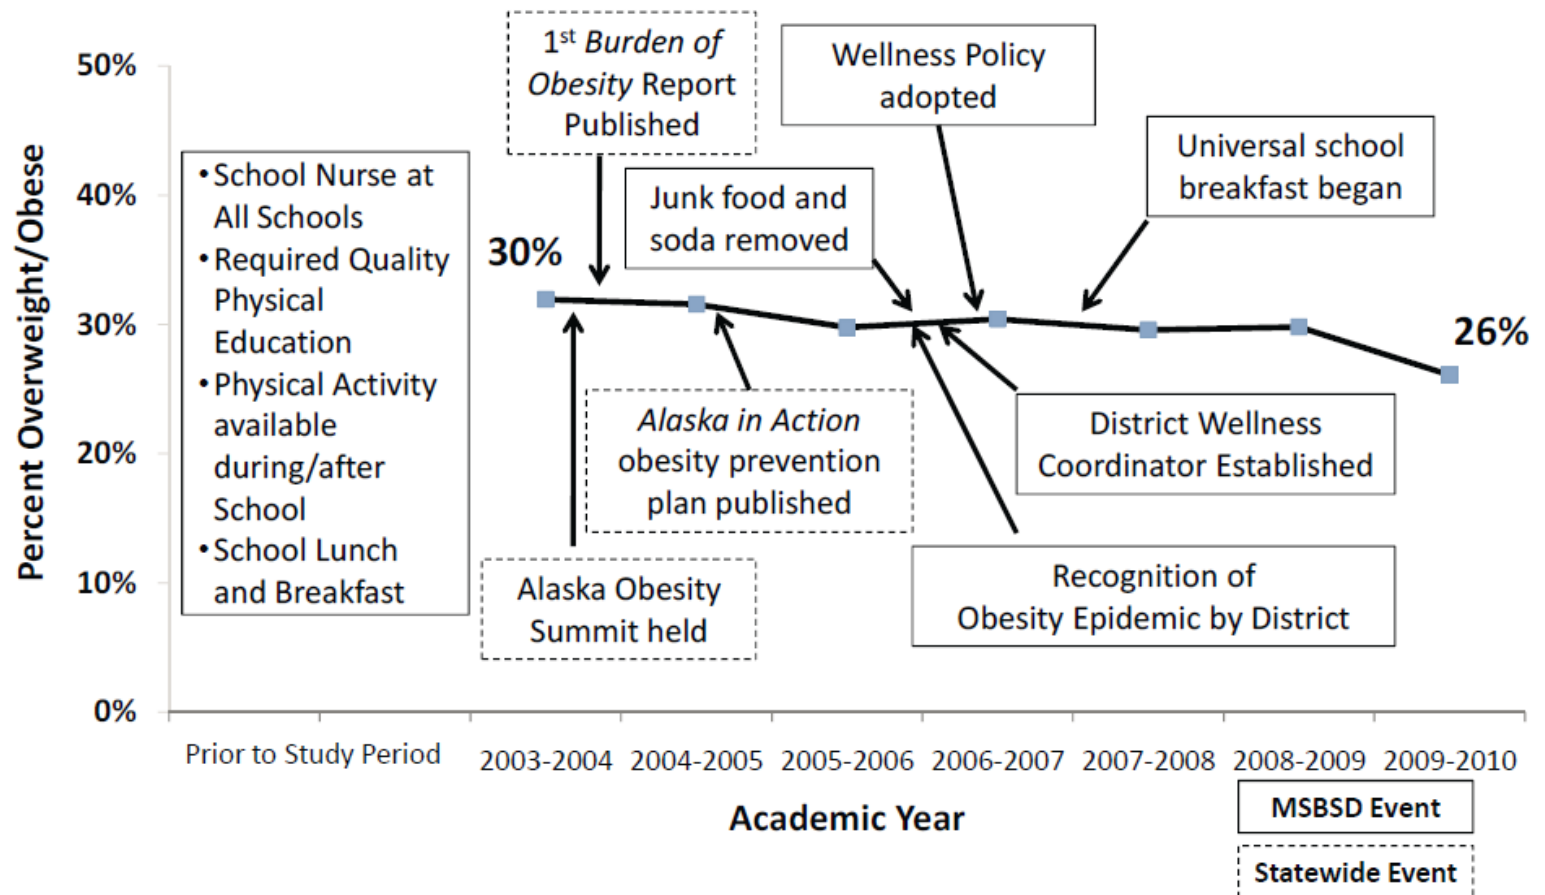 1st Burden of
Obesity Report
Published
Wellness Policy
adopted
Universal school
breakfast began
Junk food and
soda removed
50%
40%
30%
20%
10%
0%
Percent Overweight/Obese
•School Nurse at
All Schools
•Required Quality
Physical
Education
•Physical Activity
available
during/after
School
•School Lunch
and Breakfast
30%
26%
Alaska in Action
obesity prevention
plan published
District Wellness
Coordinator Established
Alaska Obesity
Summit held
Recognition of
Obesity Epidemic by District
Prior to Study Period
2003-2004 2004-2005 2005-2006 2006-2007 2007-2008 2008-2009 2009-2010
Academic Year
MSBSD Event
Statewide Event